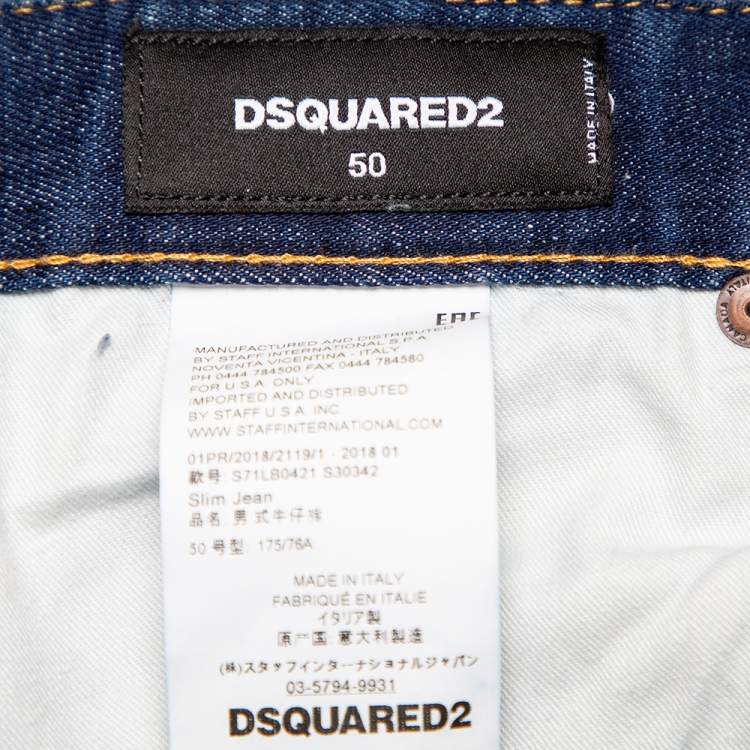 DSQUARED2
50
MADE IN ITALY
EAC
MANUFACTURED AND DISTRIBUTED
BY STAFF INTERNATIONAL S.P.A.
NOVENTA VICENTINA - ITALY
PH 0444 784500 FAX 0444 784580
FOR U.S.A. ONLY
IMPORTED AND DISTRIBUTED
BY STAFF U.S.A. INC.
WWW.STAFFINTERNATIONAL.COM
01PR/2018/2119/1 - 2018 01
款号: S71LB0421 S30342
Slim Jean
品名: 男式牛仔裤
50 号型: 175/76A
MADE IN ITALY
FABRIQUÉ EN ITALIE
イタリア製
原产国: 意大利製造
(株)スタッフインターナショナルジャパン
03-5794-9931
DSQUARED2
CANADA ITALY